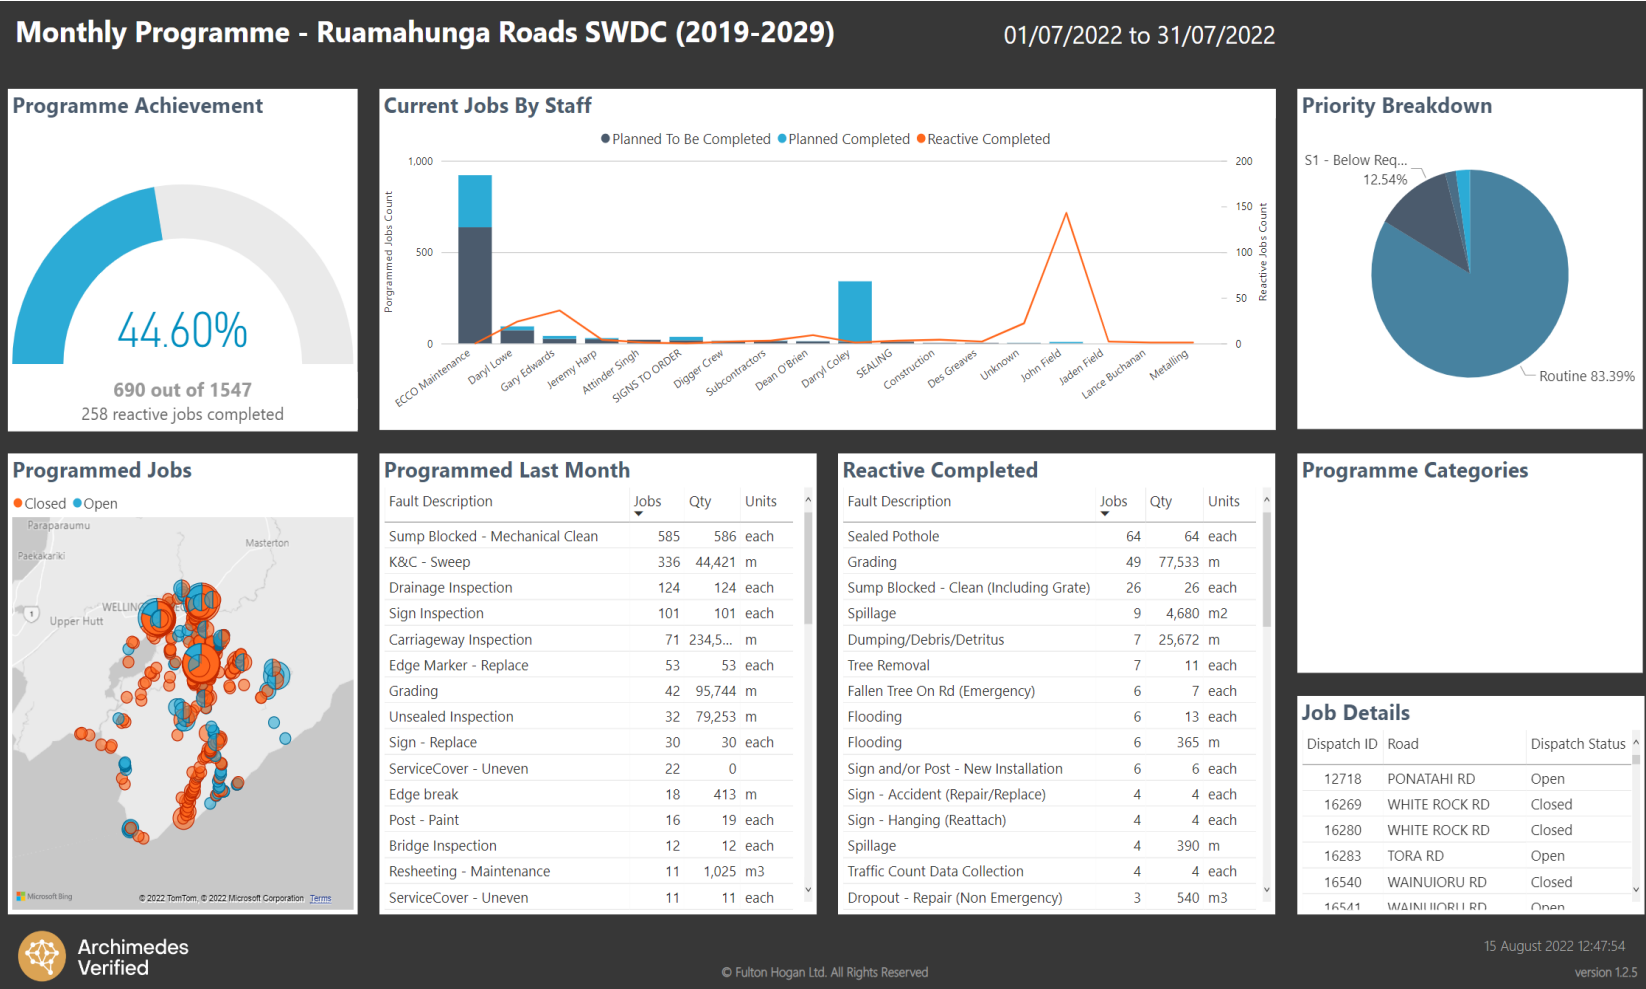 Monthly Programme - Ruamahunga Roads SWDC (2019-2029)
01/07/2022 to 31/07/2022
Programme Achievement
44.60%
690 out of 1547
258 reactive jobs completed
Current Jobs By Staff
Planned To Be Completed Planned Completed Reactive Completed
Porgrammed Jobs Count
1,000
500
0
Reactive Jobs Count
200
150
100
50
0
ECCO Maintenance
Daryl Lowe
Gary Edwards
Jeremy Harp
Attinder Singh
SIGNS TO ORDER
Digger Crew
Subcontractors
Dean O'Brien
Darryl Coley
SEALING
Construction
Des Greaves
Unknown
John Field
Jaden Field
Lance Buchanan
Metalling
Priority Breakdown
S1 - Below Req...
12.54%
Routine 83.39%
Programmed Jobs
Closed Open
Paraparaumu
Paekakariki
Masterton
1
Upper Hutt
Microsoft Bing
© 2022 TomTom, © 2022 Microsoft Corporation Terms
Programmed Last Month
Fault Description Jobs Qty Units
Sump Blocked - Mechanical Clean 585 586 each
K&C - Sweep 336 44,421 m
Drainage Inspection 124 124 each
Sign Inspection 101 101 each
Carriageway Inspection 71 234,5... m
Edge Marker - Replace 53 53 each
Grading 42 95,744 m
Unsealed Inspection 32 79,253 m
Sign - Replace 30 30 each
ServiceCover - Uneven 22 0
Edge break 18 413 m
Post - Paint 16 19 each
Bridge Inspection 12 12 each
Resheeting - Maintenance 11 1,025 m3
ServiceCover - Uneven 11 11 each
Reactive Completed
Fault Description Jobs Qty Units
Sealed Pothole 64 64 each
Grading 49 77,533 m
Sump Blocked - Clean (Including Grate) 26 26 each
Spillage 9 4,680 m2
Dumping/Debris/Detritus 7 25,672 m
Tree Removal 7 11 each
Fallen Tree On Rd (Emergency) 6 7 each
Flooding 6 13 each
Flooding 6 365 m
Sign and/or Post - New Installation 6 6 each
Sign - Accident (Repair/Replace) 4 4 each
Sign - Hanging (Reattach) 4 4 each
Spillage 4 390 m
Traffic Count Data Collection 4 4 each
Dropout - Repair (Non Emergency) 3 540 m3
Programme Categories
Job Details
Dispatch ID Road Dispatch Status
12718 PONATAHI RD Open
16269 WHITE ROCK RD Closed
16280 WHITE ROCK RD Closed
16283 TORA RD Open
16540 WAINUIORU RD Closed
16541 WAINUIORU RD Open
Archimedes
Verified
© Fulton Hogan Ltd. All Rights Reserved
15 August 2022 12:47:54
version 1.2.5